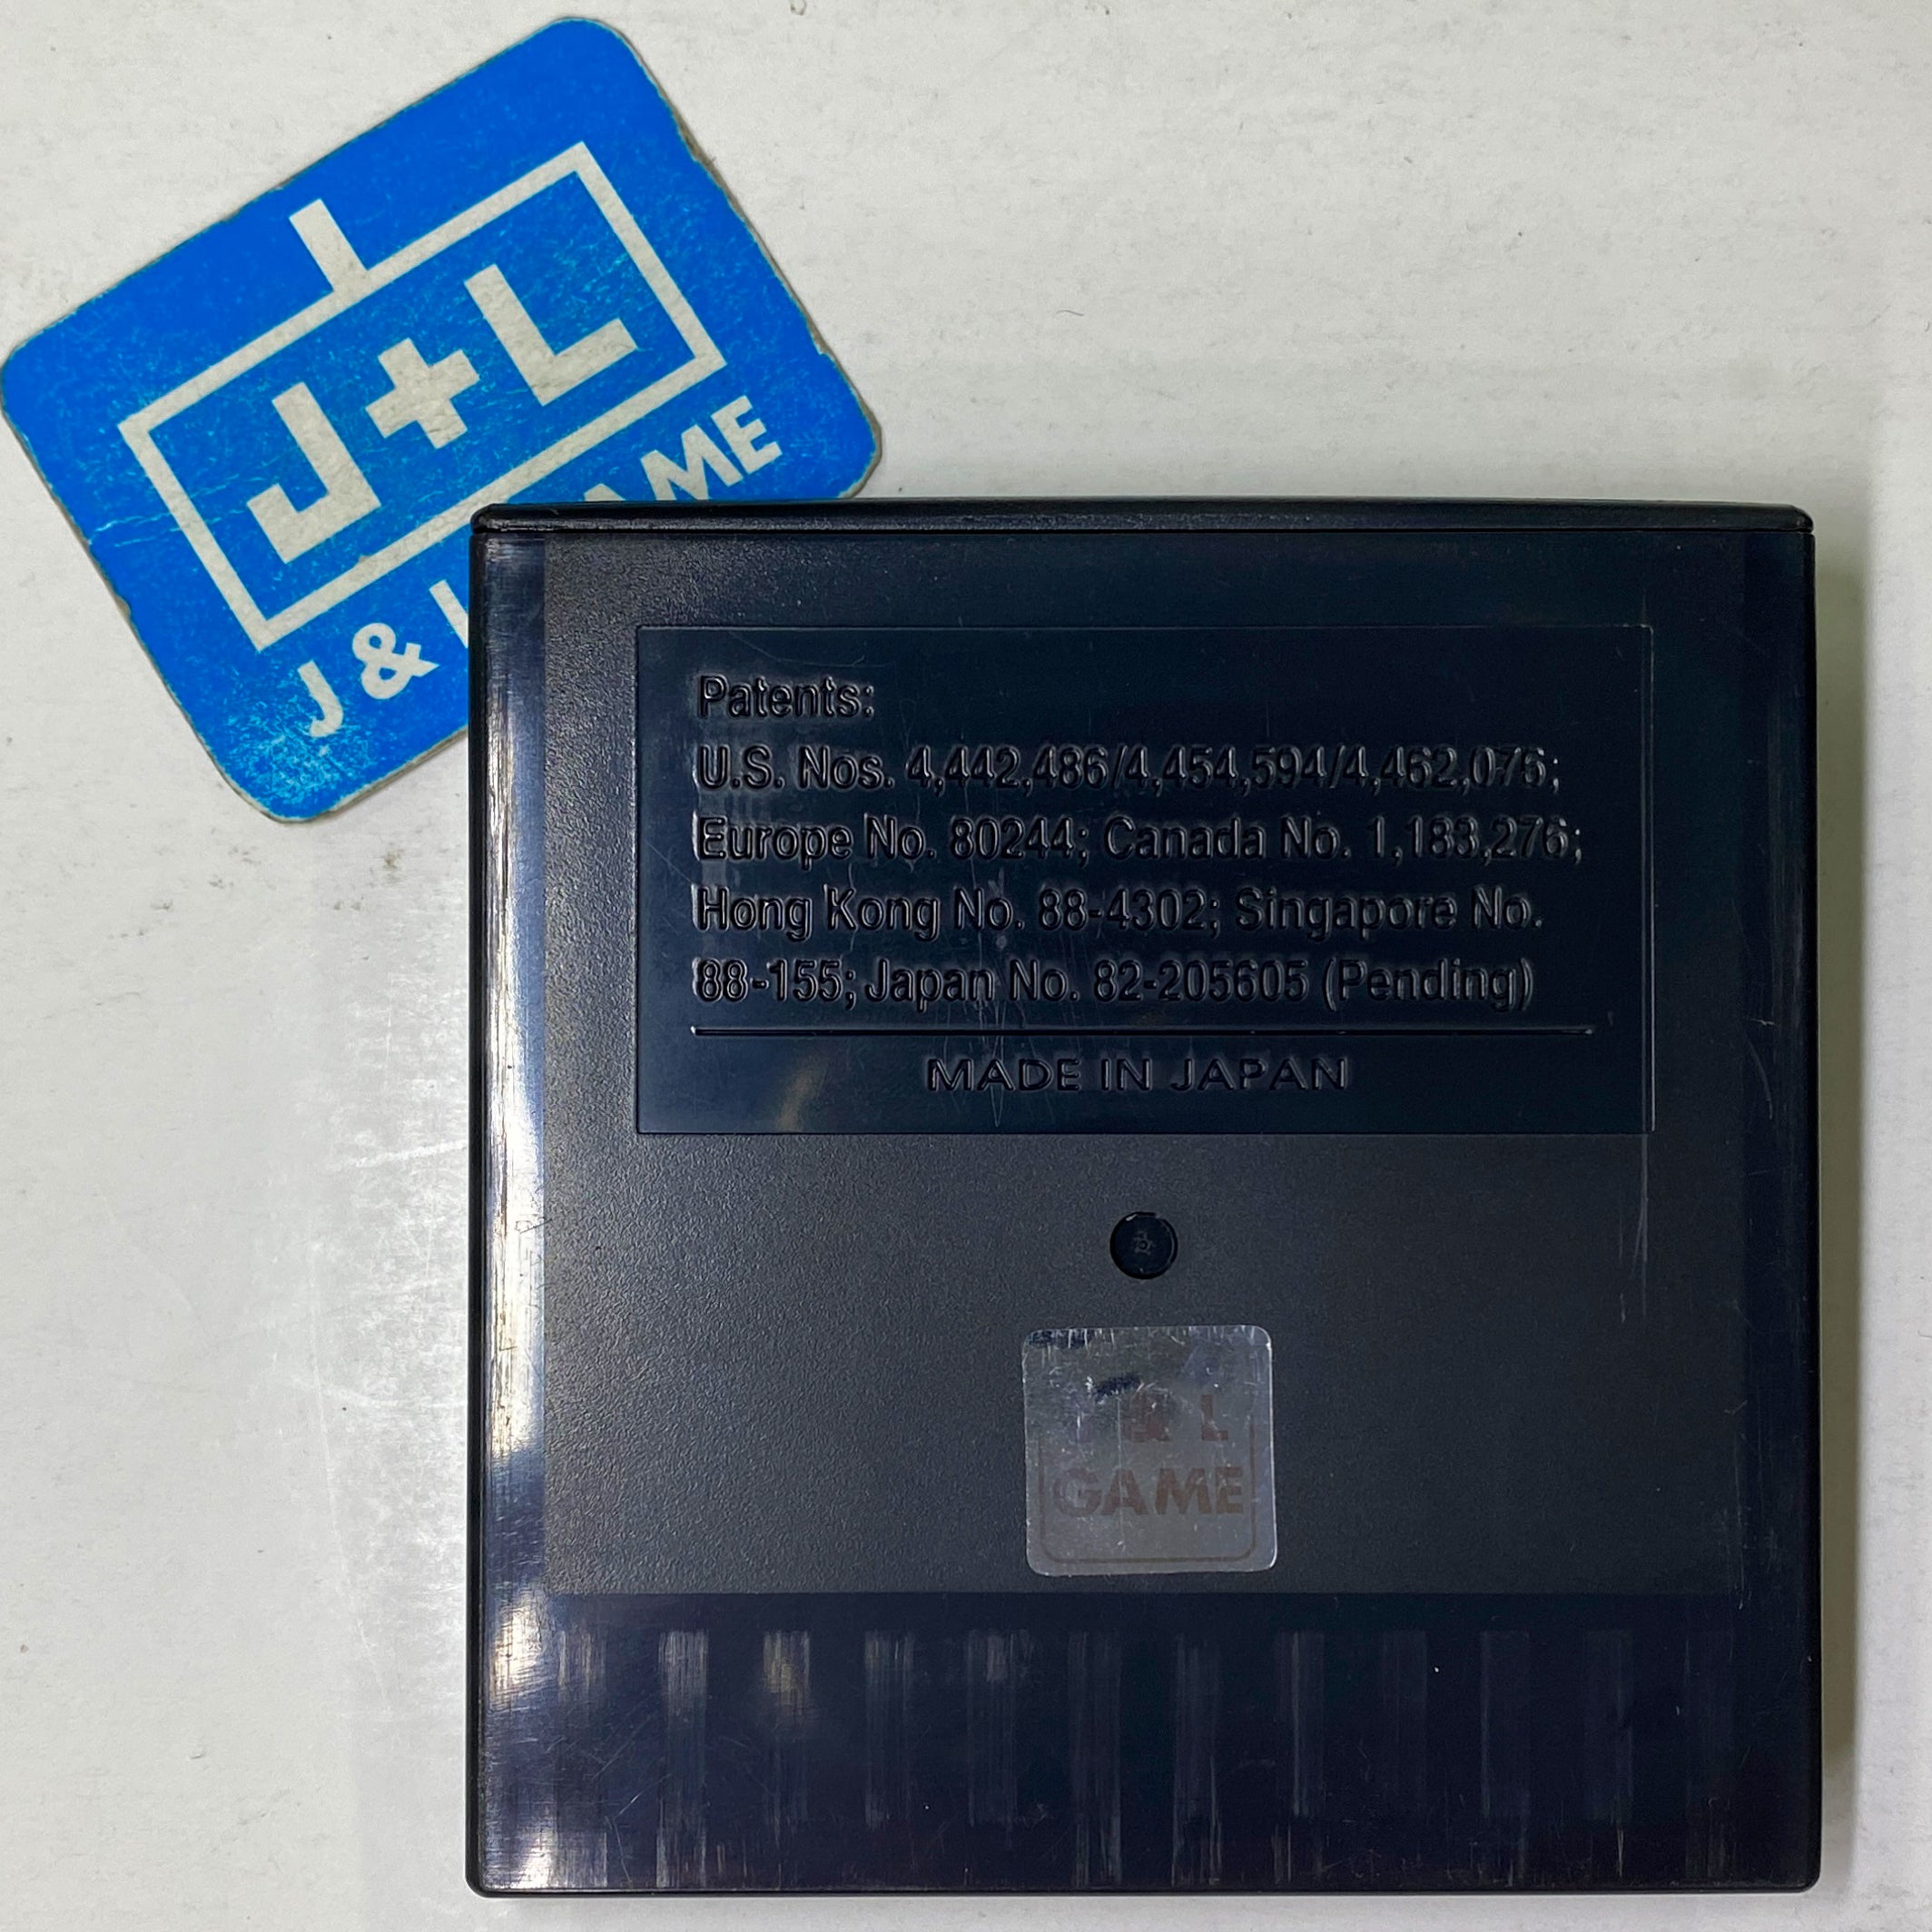 J+L
J & L GAME
Patents:
U.S. Nos. 4,442,486/4,454,594/4,462,076;
Europe No. 80244; Canada No. 1,183,276;
Hong Kong No. 88-4302; Singapore No.
88-155; Japan No. 82-205605 (Pending)
MADE IN JAPAN
& L
GAME